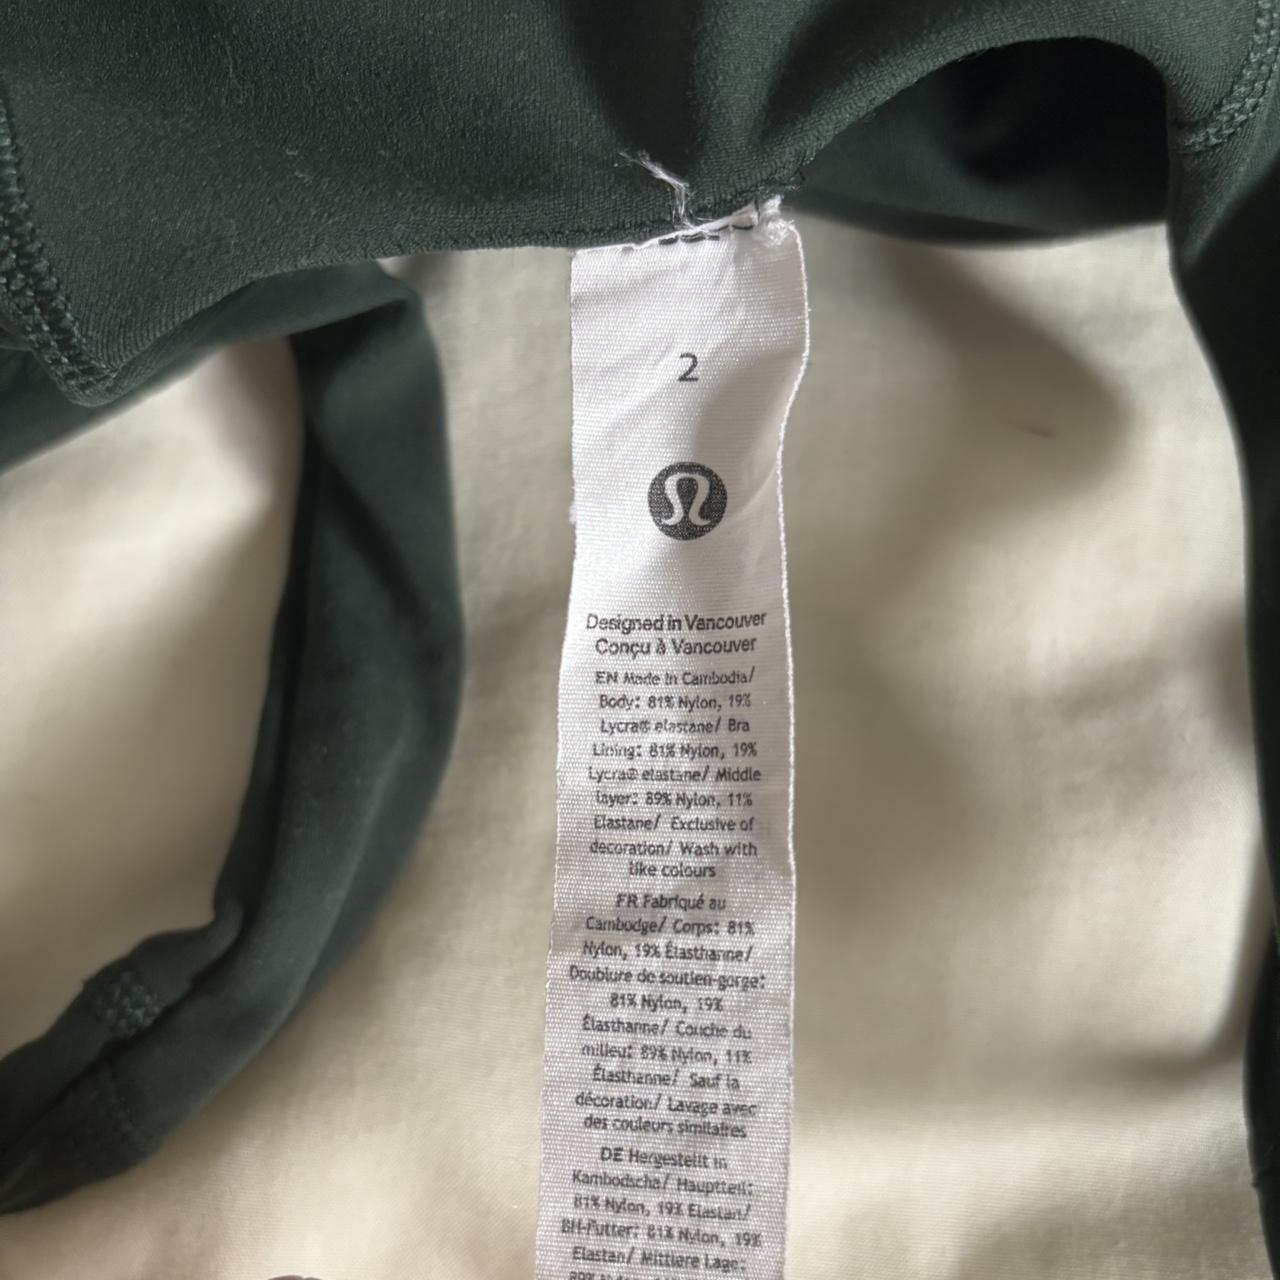 2
Designed in Vancouver
Conçu à Vancouver
EN Made in Cambodia/
Body: 81% Nylon, 19%
Lycra® elastane/ Bra
Lining: 81% Nylon, 19%
Lycra® elastane/ Middle
layer: 89% Nylon, 11%
Elastane/ Exclusive of
decoration/ Wash with
like colours
FR Fabriqué au
Cambodge/ Corps: 81%
Nylon, 19% Élasthanne/
Doublure de soutien-gorge:
81% Nylon, 19%
Élasthanne/ Couche du
milieu: 89% Nylon, 11%
Élasthanne/ Sauf la
décoration/ Lavage avec
des couleurs similaires
DE Hergestellt in
Kambodscha/ Hauptteil:
81% Nylon, 19% Elastan/
BH-Futter: 81% Nylon, 19%
Elastan/ Mittlere Lage: